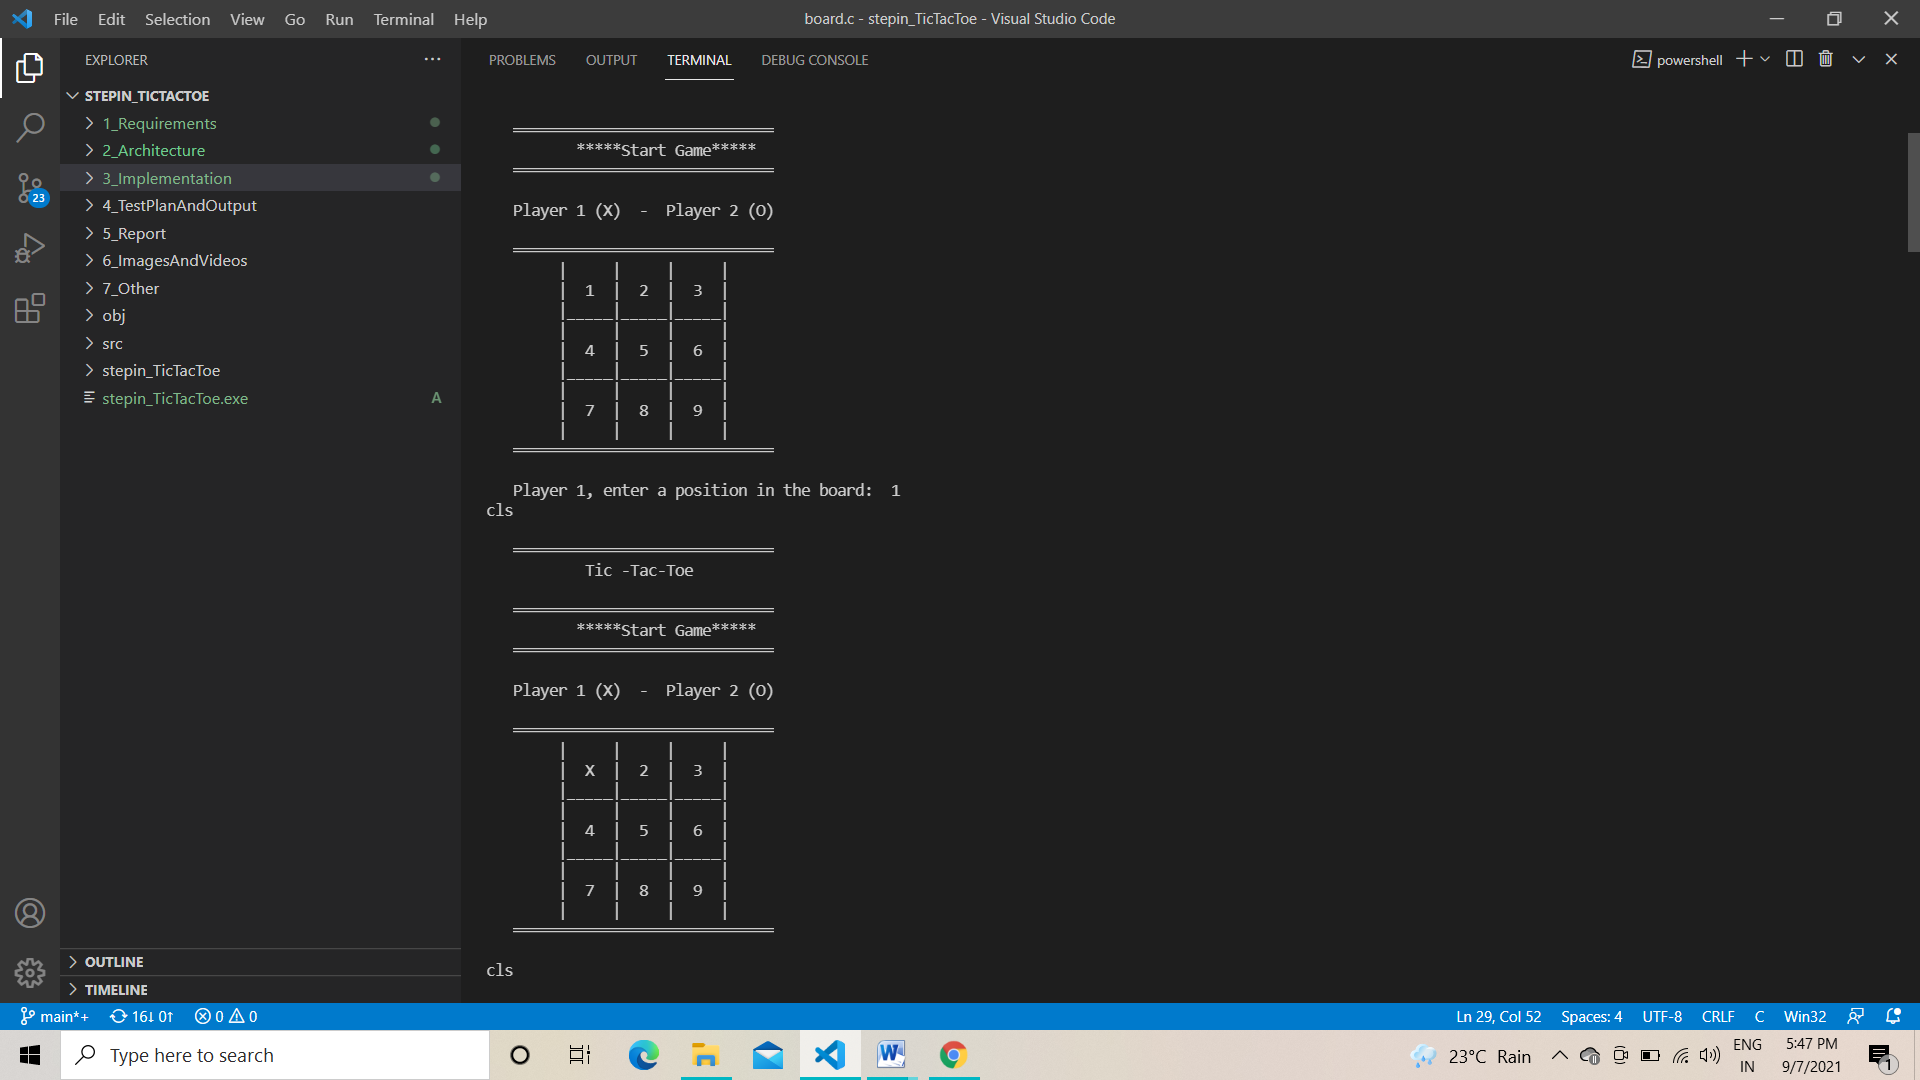 File Edit Selection View Go Run Terminal Help
board.c - stepin_TicTacToe - Visual Studio Code
EXPLORER
STEPIN_TICTACTOE
1_Requirements
2_Architecture
3_Implementation
4_TestPlanAndOutput
5_Report
6_ImagesAndVideos
7_Other
obj
src
stepin_TicTacToe
stepin_TicTacToe.exe A
23
OUTLINE
TIMELINE
PROBLEMS OUTPUT TERMINAL DEBUG CONSOLE
powershell
*****Start Game*****
Player 1 (X) - Player 2 (O)
| | | |
| 1 | 2 | 3 |
|_____|_____|_____|
| | | |
| 4 | 5 | 6 |
|_____|_____|_____|
| | | |
| 7 | 8 | 9 |
| | | |
Player 1, enter a position in the board: 1
cls
Tic -Tac-Toe
*****Start Game*****
Player 1 (X) - Player 2 (O)
| | | |
| X | 2 | 3 |
|_____|_____|_____|
| | | |
| 4 | 5 | 6 |
|_____|_____|_____|
| | | |
| 7 | 8 | 9 |
| | | |
cls
main*+ 16↓ 0↑ 0 0
Ln 29, Col 52 Spaces: 4 UTF-8 CRLF C Win32
Type here to search
23°C Rain
ENG
IN
5:47 PM
9/7/2021
1